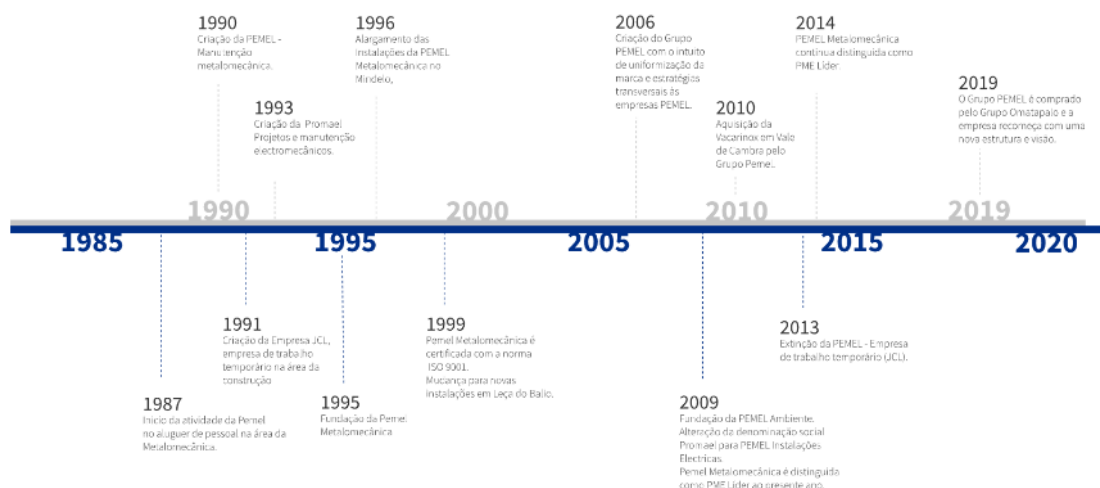 1990
Criação da PEMEL -
Manutenção
metalomecânica.
1996
Alargamento das
Instalações da PEMEL
Metalomecânica no
Mindelo,
2006
Criação do Grupo
PEMEL com o intuito
de uniformização da
marca e estratégias
transversais às
empresas PEMEL.
2014
PEMEL Metalomecânica
continua distinguida como
PME Líder.
1993
Criação da Promael
Projetos e manutenção
electromecânicos.
2010
Aquisição da
Vacarinox em Vale
de Cambra pelo
Grupo Pemel.
2019
O Grupo PEMEL é comprado
pelo Grupo Omatapalo e a
empresa recomeça com uma
nova estrutura e visão.
1990
2000
2010
2019
1985
1995
2005
2015
2020
1991
Criação da Empresa JCL,
empresa de trabalho
temporário na área da
construção
1999
Pemel Metalomecânica é
certificada com a norma
ISO 9001.
Mudança para novas
Instalações em Leça do Balio.
2013
Extinção da PEMEL - Empresa
de trabalho temporário (JCL).
1987
Inicio da atividade da Pemel
no aluguer de pessoal na área da
Metalomecânica.
1995
Fundação da Pemel
Metalomecânica
2009
Fundação da PEMEL Ambiente.
Alteração da denominação social
Promael para PEMEL Instalações
Electricas.
Pemel Metalomecânica é distinguida
como PME Líder ao presente ano.